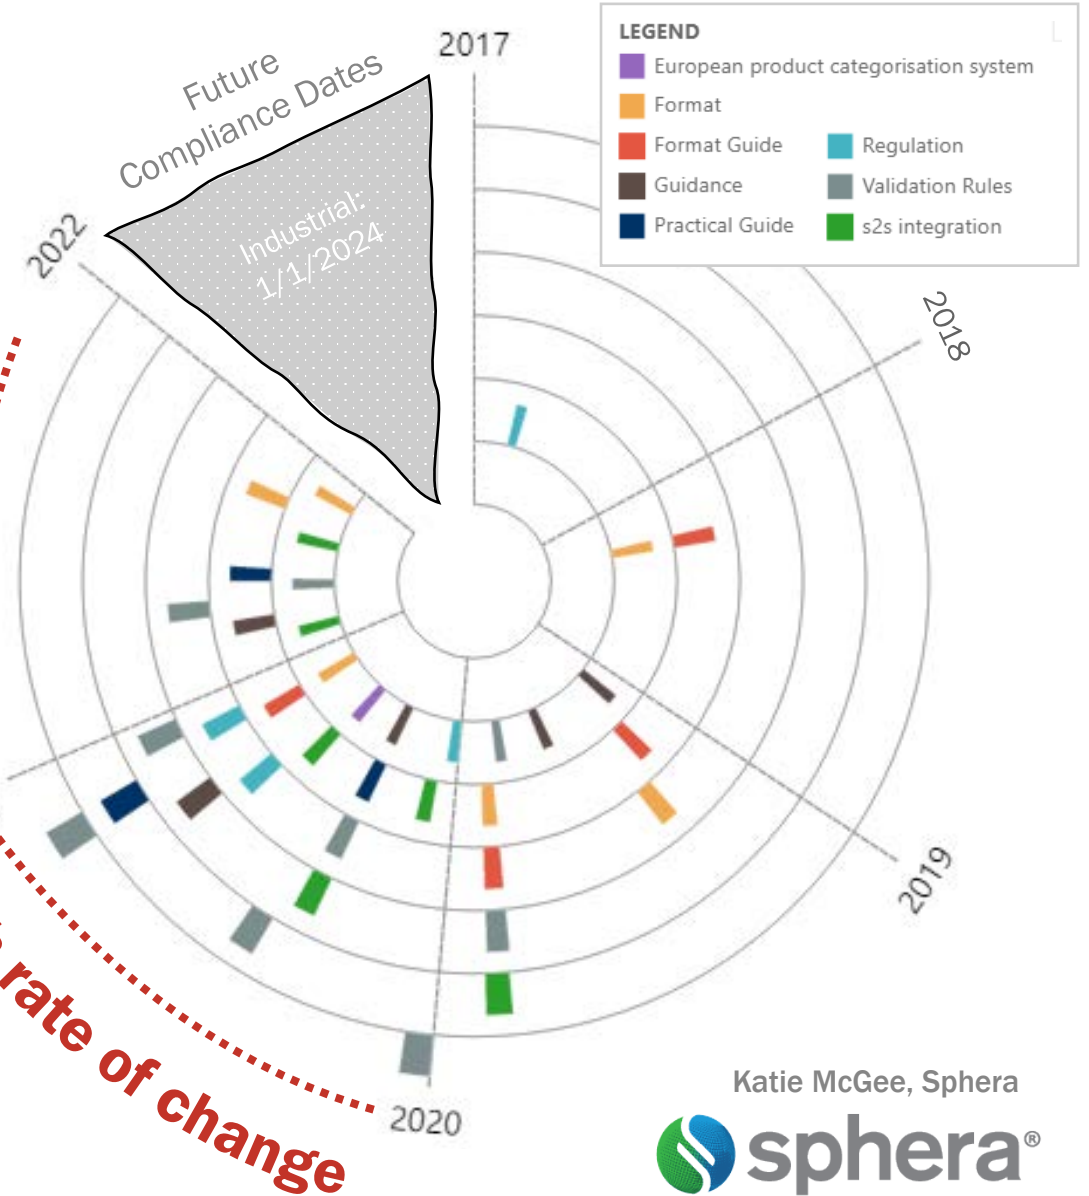 2017
Future
Compliance Dates
LEGEND
European product categorisation system
Format
Format Guide
Regulation
Guidance
Validation Rules
Practical Guide
s2s integration
Industrial:
1/1/2024
2022
2018
2019
2020
rate of change
Katie McGee, Sphera
sphera®